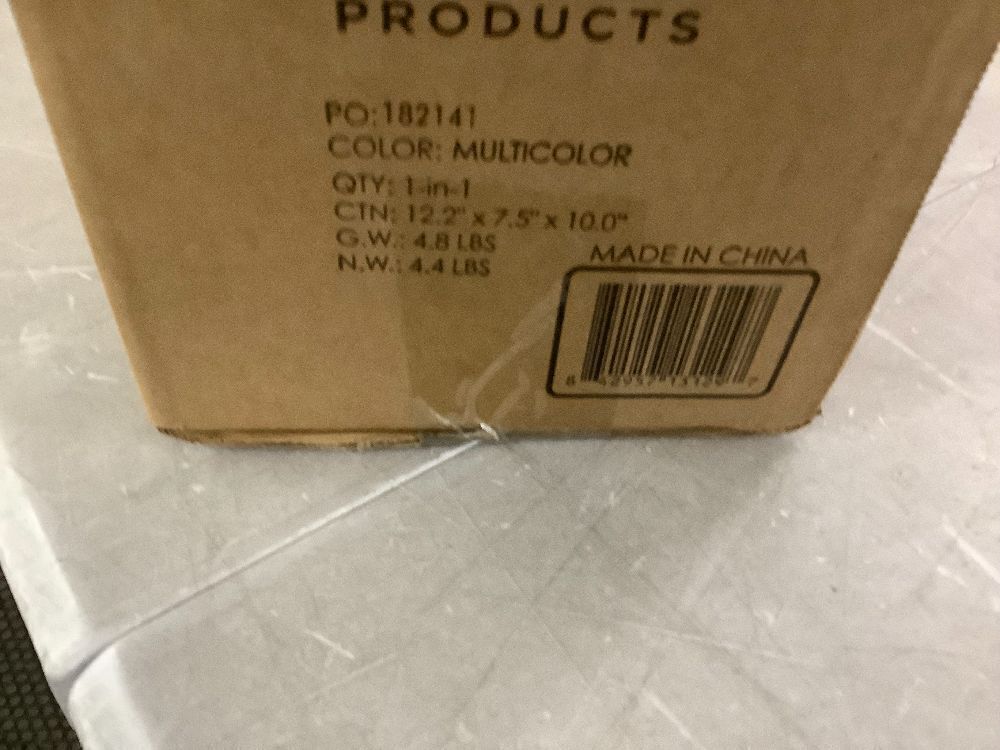 PRODUCTS
PO:182141
COLOR: MULTICOLOR
QTY: 1-in-1
CTN: 12.2" x 7.5" x 10.0"
G.W.: 4.8 LBS
N.W.: 4.4 LBS
MADE IN CHINA